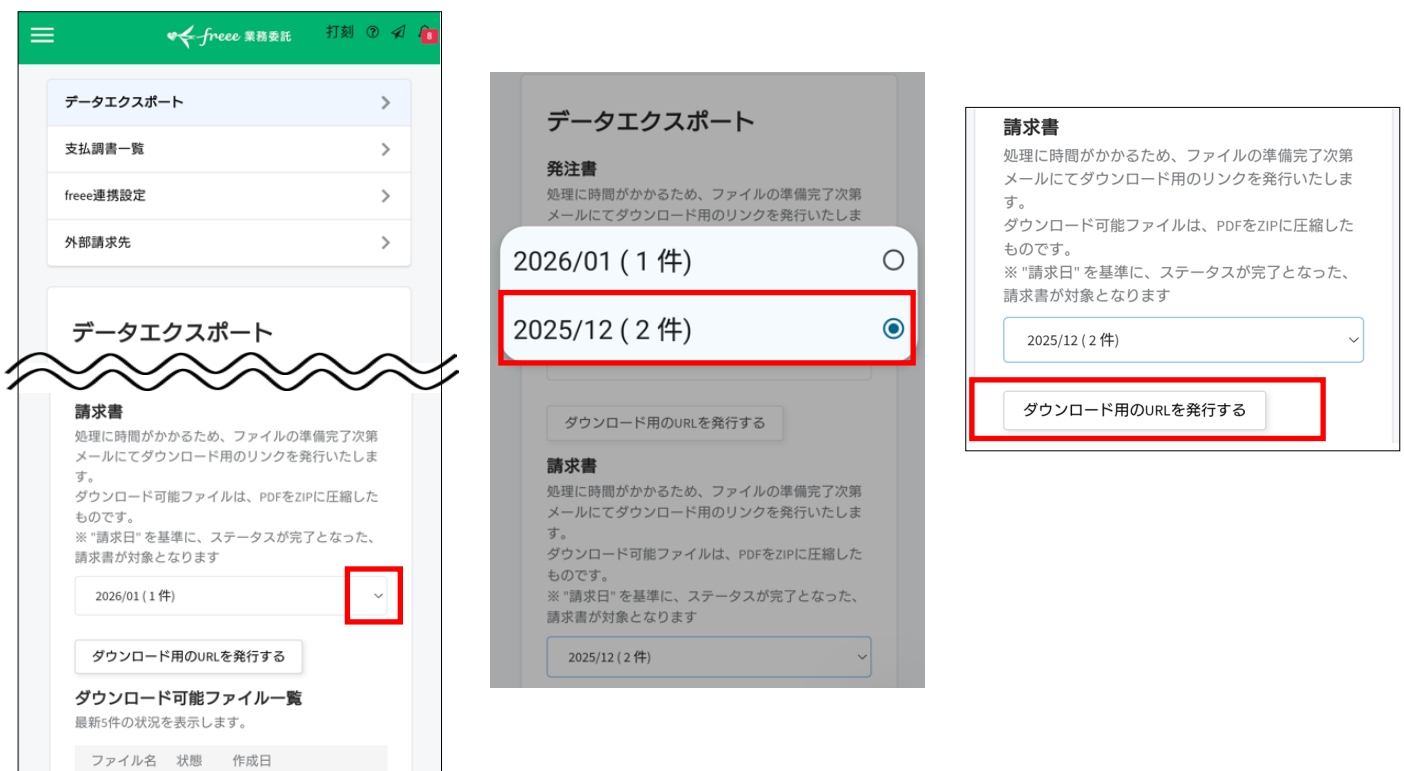 freee 業務委託
打刻
8
データエクスポート
支払調書一覧
freee連携設定
外部請求先
データエクスポート
請求書
処理に時間がかかるため、ファイルの準備完了次第
メールにてダウンロード用のリンクを発行いたしま
す。
ダウンロード可能ファイルは、PDFをZIPに圧縮した
ものです。
※ "請求日" を基準に、ステータスが完了となった、
請求書が対象となります
2026/01 ( 1 件)
ダウンロード用のURLを発行する
ダウンロード可能ファイル一覧
最新5件の状況を表示します。
ファイル名 状態 作成日
データエクスポート
発注書
処理に時間がかかるため、ファイルの準備完了次第
メールにてダウンロード用のリンクを発行いたしま
2026/01 ( 1 件)
2025/12 ( 2 件)
ダウンロード用のURLを発行する
請求書
処理に時間がかかるため、ファイルの準備完了次第
メールにてダウンロード用のリンクを発行いたしま
す。
ダウンロード可能ファイルは、PDFをZIPに圧縮した
ものです。
※ "請求日" を基準に、ステータスが完了となった、
請求書が対象となります
2025/12 ( 2 件)
請求書
処理に時間がかかるため、ファイルの準備完了次第
メールにてダウンロード用のリンクを発行いたしま
す。
ダウンロード可能ファイルは、PDFをZIPに圧縮した
ものです。
※ "請求日" を基準に、ステータスが完了となった、
請求書が対象となります
2025/12 ( 2 件)
ダウンロード用のURLを発行する